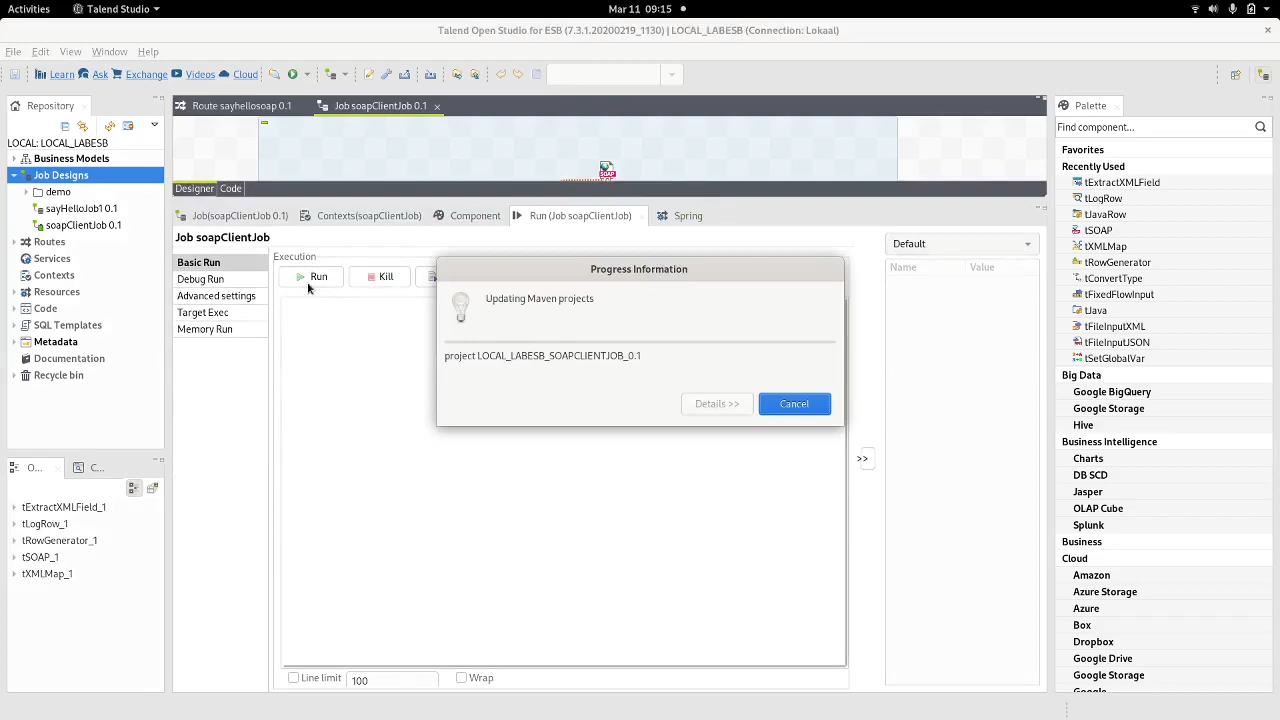 Activities
Talend Studio
Mar 11 09:15
Talend Open Studio for ESB (7.3.1.20200219_1130) | LOCAL_LABESB (Connection: Lokaal)
File Edit View Window Help
Learn Ask Exchange Videos Cloud
Repository
LOCAL: LOCAL_LABESB
Business Models
Job Designs
demo
sayHelloJob1 0.1
soapClientJob 0.1
Routes
Services
Contexts
Resources
Code
SQL Templates
Metadata
Documentation
Recycle bin
O...
C...
tExtractXMLField_1
tLogRow_1
tRowGenerator_1
tSOAP_1
tXMLMap_1
Route sayhellosoap 0.1
Job soapClientJob 0.1
SOAP
Designer Code
Job(soapClientJob 0.1)
Contexts(soapClientJob)
Component
Run (Job soapClientJob)
Spring
Job soapClientJob
Basic Run
Debug Run
Advanced settings
Target Exec
Memory Run
Execution
Run
Kill
Progress Information
Updating Maven projects
project LOCAL_LABESB_SOAPCLIENTJOB_0.1
Details >>
Cancel
Line limit 100
Wrap
>>
Default
Name Value
Palette
Find component...
Favorites
Recently Used
tExtractXMLField
tLogRow
tJavaRow
tSOAP
tXMLMap
tRowGenerator
tConvertType
tFixedFlowInput
tJava
tFileInputXML
tFileInputJSON
tSetGlobalVar
Big Data
Google BigQuery
Google Storage
Hive
Business Intelligence
Charts
DB SCD
Jasper
OLAP Cube
Splunk
Business
Cloud
Amazon
Azure Storage
Azure
Box
Dropbox
Google Drive
Google Storage